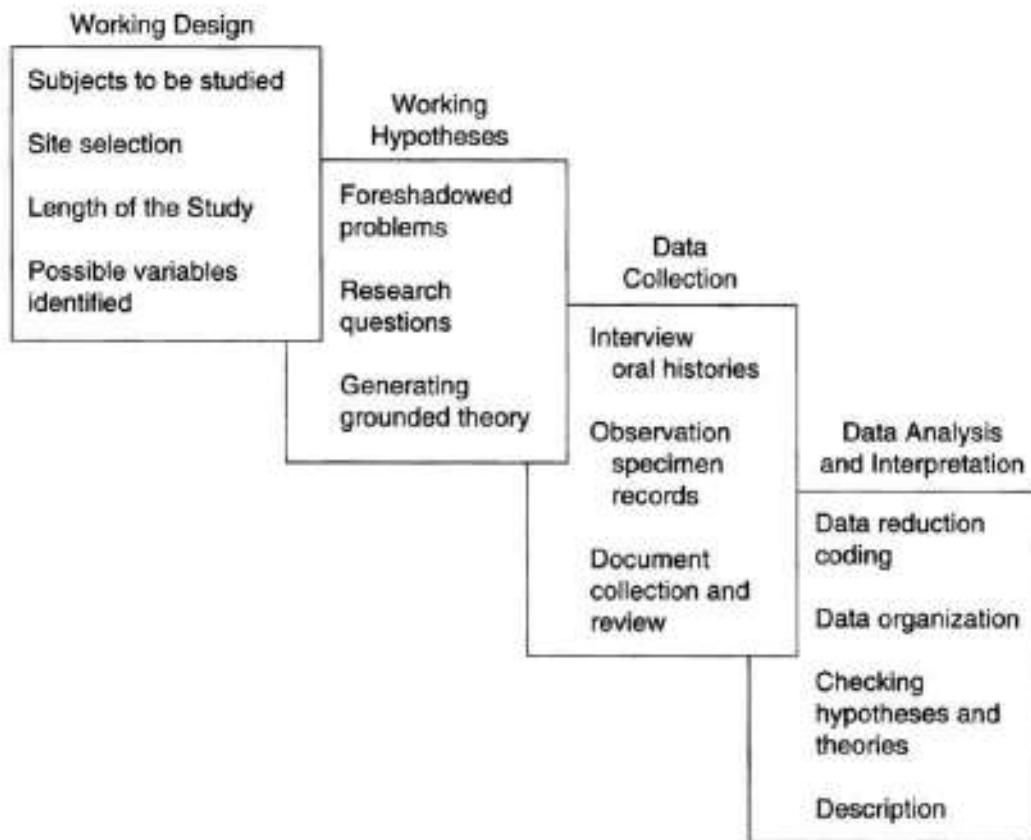 Working Design
Subjects to be studied
Site selection
Length of the Study
Possible variables
identified
Working
Hypotheses
Foreshadowed
problems
Research
questions
Generating
grounded theory
Data
Collection
Interview
oral histories
Observation
specimen
records
Document
collection and
review
Data Analysis
and Interpretation
Data reduction
coding
Data organization
Checking
hypotheses and
theories
Description